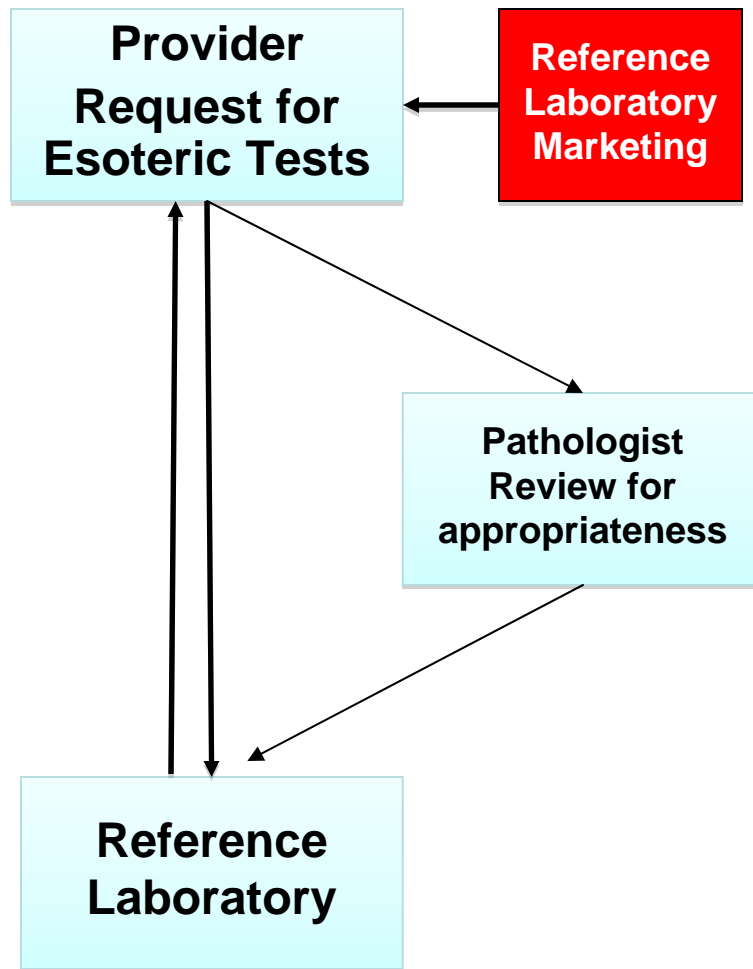 Provider
Request for
Esoteric Tests
Reference
Laboratory
Marketing
Pathologist
Review for
appropriateness
Reference
Laboratory